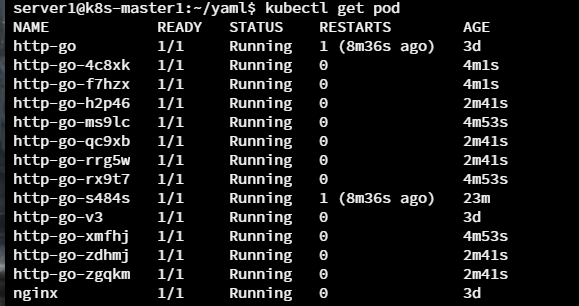 server1@k8s-master1:~/yaml$ kubectl get pod
NAME READY STATUS RESTARTS AGE
http-go 1/1 Running 1 (8m36s ago) 3d
http-go-4c8xk 1/1 Running 0 4m1s
http-go-f7hzx 1/1 Running 0 4m1s
http-go-h2p46 1/1 Running 0 2m41s
http-go-ms9lc 1/1 Running 0 4m53s
http-go-qc9xb 1/1 Running 0 2m41s
http-go-rrg5w 1/1 Running 0 2m41s
http-go-rx9t7 1/1 Running 0 4m53s
http-go-s484s 1/1 Running 1 (8m36s ago) 23m
http-go-v3 1/1 Running 0 3d
http-go-xmfhj 1/1 Running 0 4m53s
http-go-zdhmj 1/1 Running 0 2m41s
http-go-zgqkm 1/1 Running 0 2m41s
nginx 1/1 Running 0 3d